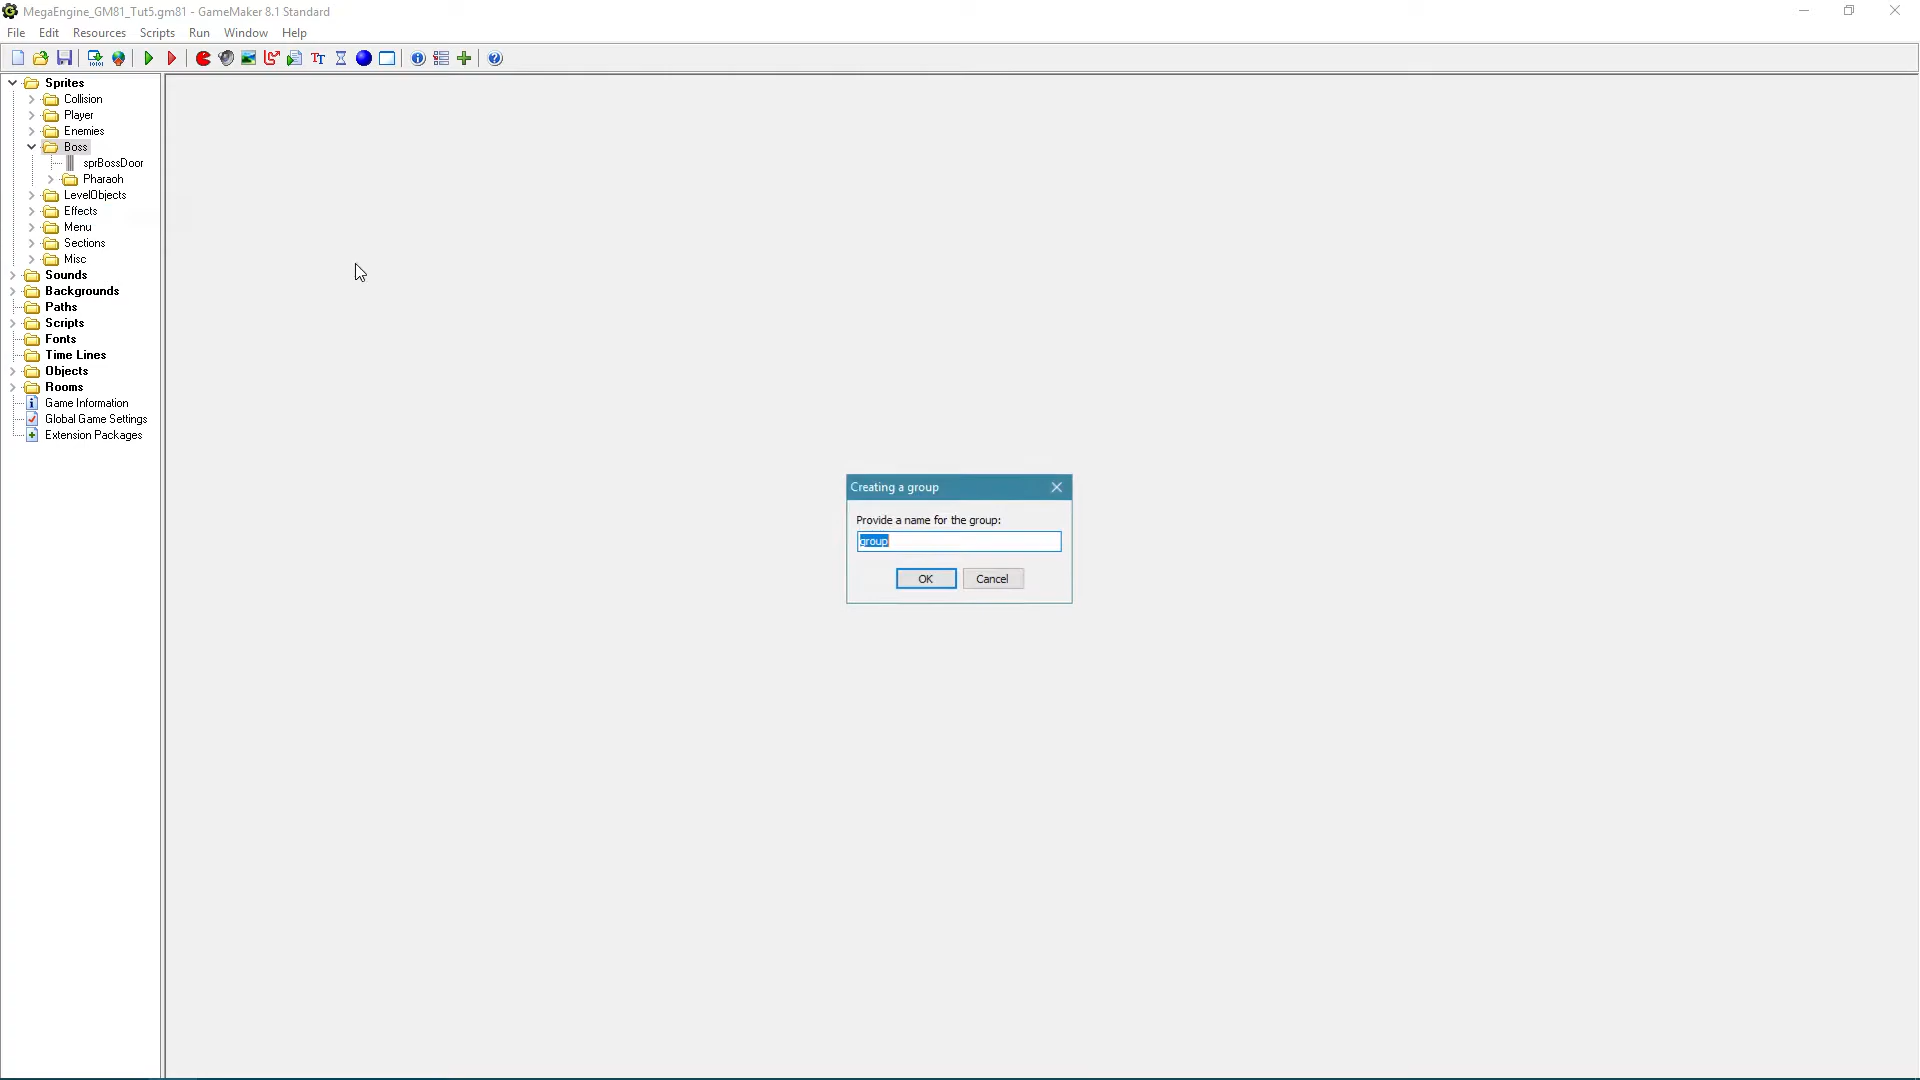 MegaEngine_GM81_Tut5.gm81 - GameMaker 8.1 Standard
File Edit Resources Scripts Run Window Help
Sprites
Collision
Player
Enemies
Boss
sprBossDoor
Pharaoh
LevelObjects
Effects
Menu
Sections
Misc
Sounds
Backgrounds
Paths
Scripts
Fonts
Time Lines
Objects
Rooms
Game Information
Global Game Settings
Extension Packages
Creating a group
Provide a name for the group:
group
OK Cancel